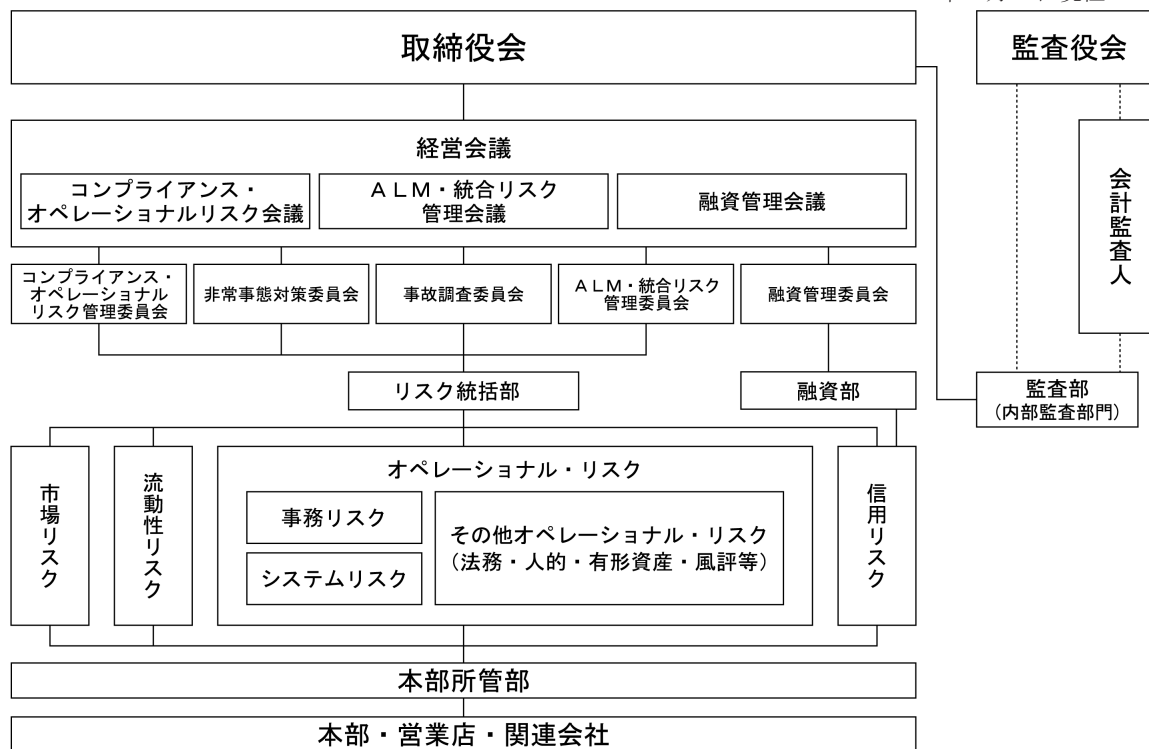 取締役会
監査役会
経営会議
コンプライアンス・
オペレーショナルリスク会議
ＡＬＭ・統合リスク
管理会議
融資管理会議
会計監査人
コンプライアンス・
オペレーショナル
リスク管理委員会
非常事態対策委員会
事故調査委員会
ＡＬＭ・統合リスク
管理委員会
融資管理委員会
リスク統括部
融資部
監査部
（内部監査部門）
市場リスク
流動性リスク
オペレーショナル・リスク
事務リスク
システムリスク
その他オペレーショナル・リスク
（法務・人的・有形資産・風評等）
信用リスク
本部所管部
本部・営業店・関連会社